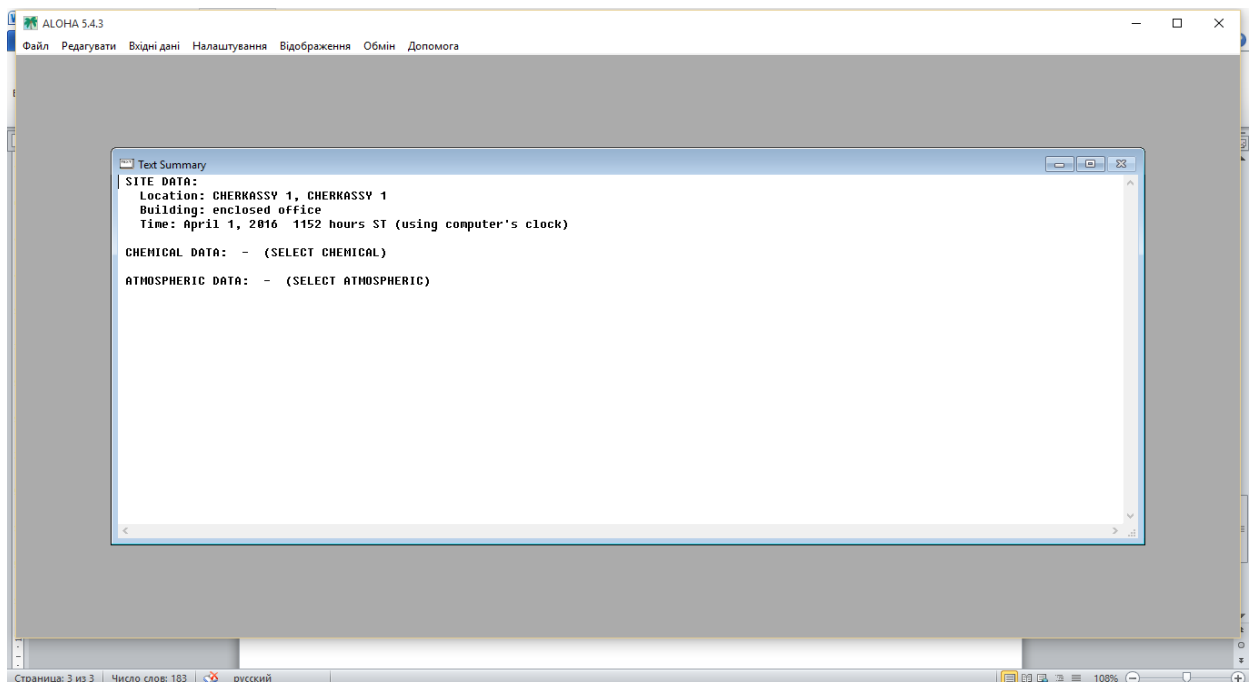 ALOHA 5.4.3
Файл Редагувати Вхідні дані Налаштування Відображення Обмін Допомога
Text Summary
SITE DATA:
Location: CHERKASSY 1, CHERKASSY 1
Building: enclosed office
Time: April 1, 2016 1152 hours ST (using computer's clock)
CHEMICAL DATA: - (SELECT CHEMICAL)
ATMOSPHERIC DATA: - (SELECT ATMOSPHERIC)
Страница: 3 из 3 Число слов: 183 русский 108%